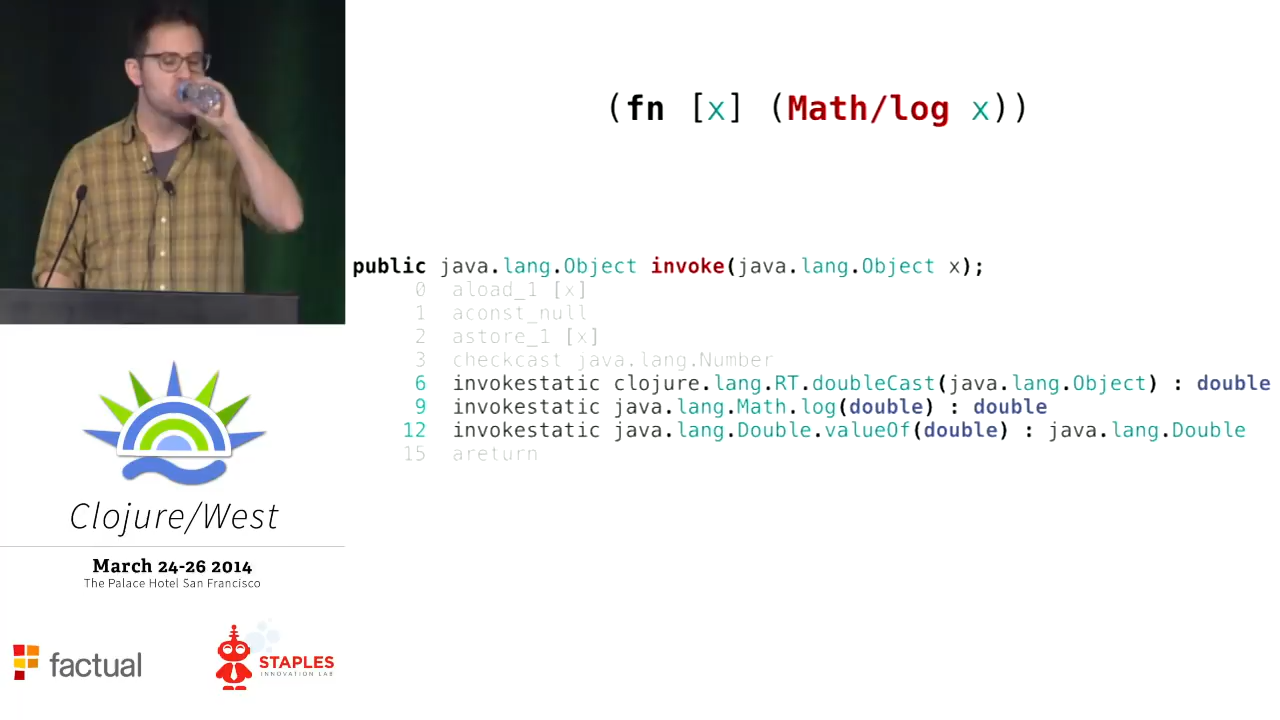 (fn [x] (Math/log x))
public java.lang.Object invoke(java.lang.Object x);
0 aload_1 [x]
1 aconst_null
2 astore_1 [x]
3 checkcast java.lang.Number
6 invokestatic clojure.lang.RT.doubleCast(java.lang.Object) : double
9 invokestatic java.lang.Math.log(double) : double
12 invokestatic java.lang.Double.valueOf(double) : java.lang.Double
15 areturn
Clojure/West
March 24-26 2014
The Palace Hotel San Francisco
factual
STAPLES
INNOVATION LAB